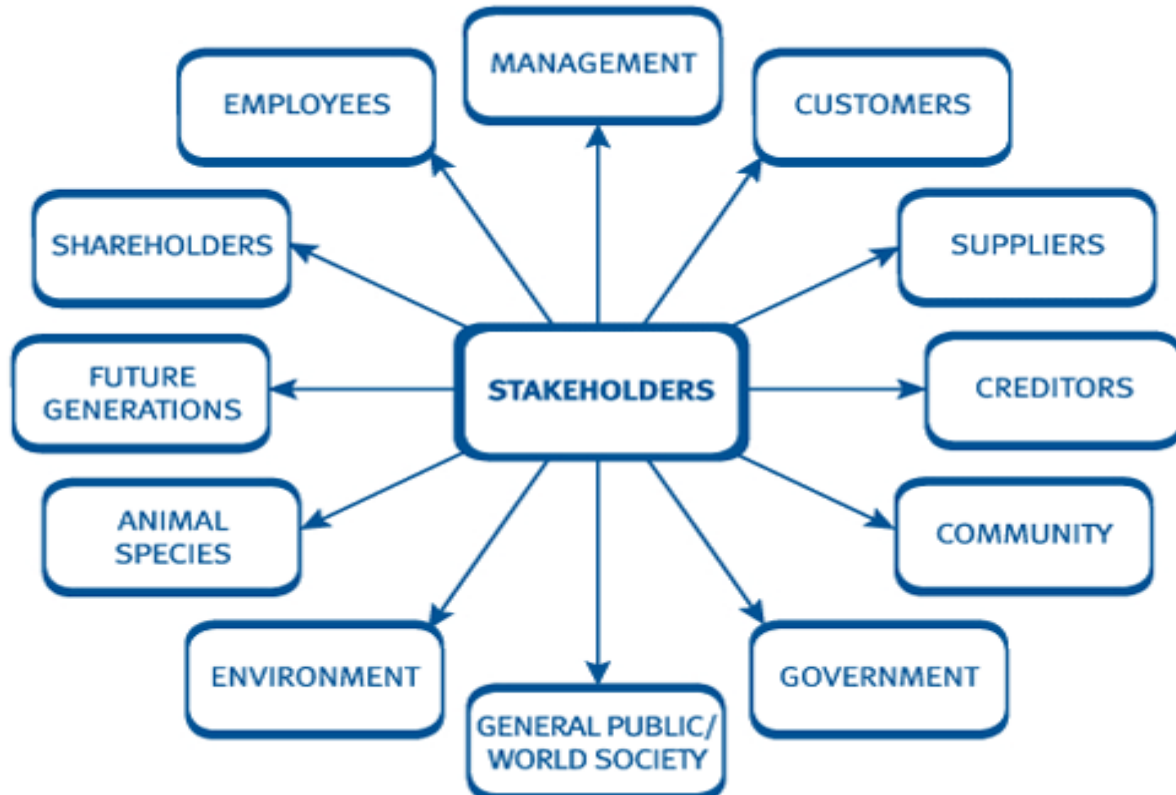 MANAGEMENT
EMPLOYEES
CUSTOMERS
SHAREHOLDERS
SUPPLIERS
FUTURE
GENERATIONS
STAKEHOLDERS
CREDITORS
ANIMAL
SPECIES
COMMUNITY
ENVIRONMENT
GOVERNMENT
GENERAL PUBLIC/
WORLD SOCIETY